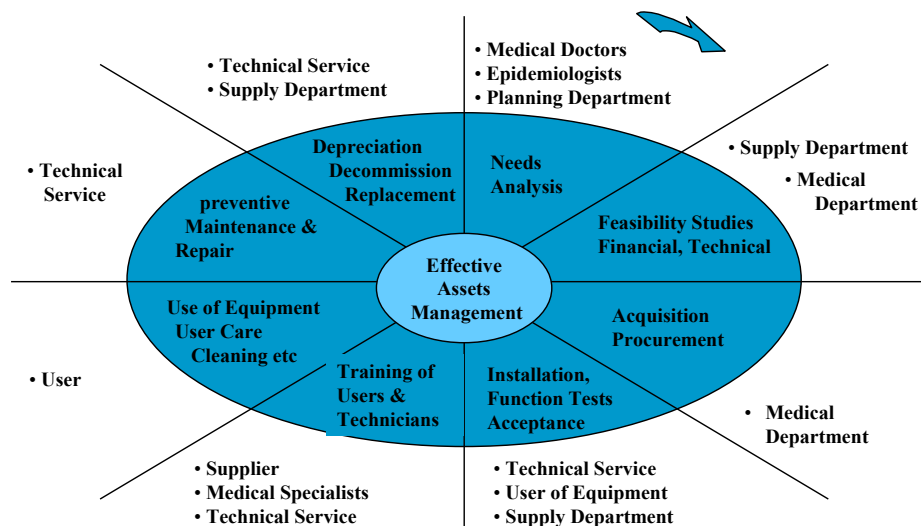 • Medical Doctors
• Epidemiologists
• Planning Department
• Supply Department
• Medical
Department
• Medical
Department
• Technical Service
• User of Equipment
• Supply Department
• Supplier
• Medical Specialists
• Technical Service
• User
• Technical
Service
• Technical Service
• Supply Department
Needs
Analysis
Feasibility Studies
Financial, Technical
Acquisition
Procurement
Installation,
Function Tests
Acceptance
Training of
Users &
Technicians
Use of Equipment
User Care
Cleaning etc
preventive
Maintenance &
Repair
Depreciation
Decommission
Replacement
Effective
Assets
Management